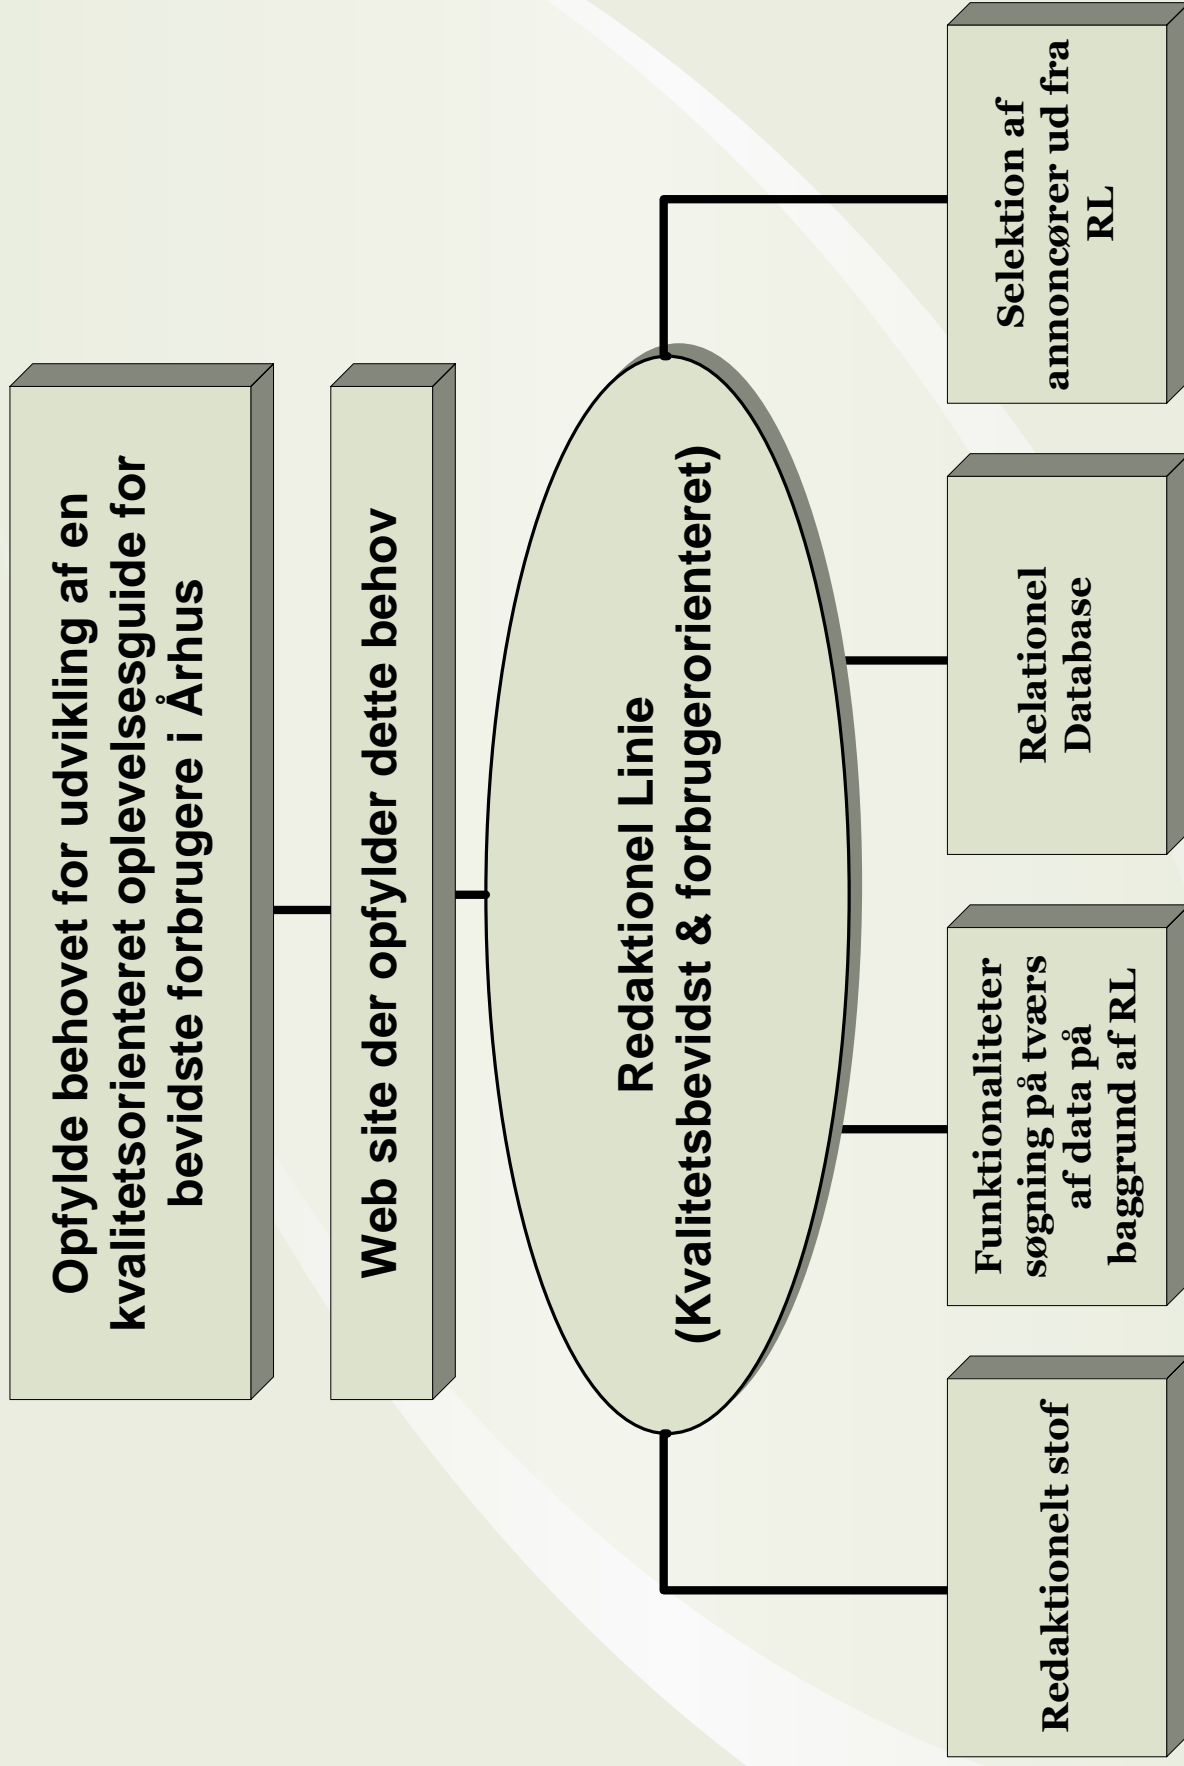 Opfylde behovet for udvikling af en
kvalitetsorienteret oplevelsesguide for
bevidste forbrugere i Århus
Web site der opfylder dette behov
Redaktionel Linie
(Kvalitetsbevidst & forbrugerorienteret)
Redaktionelt stof
Funktionaliteter
søgning på tværs
af data på
baggrund af RL
Relationel
Database
Selektion af
annoncører ud fra
RL